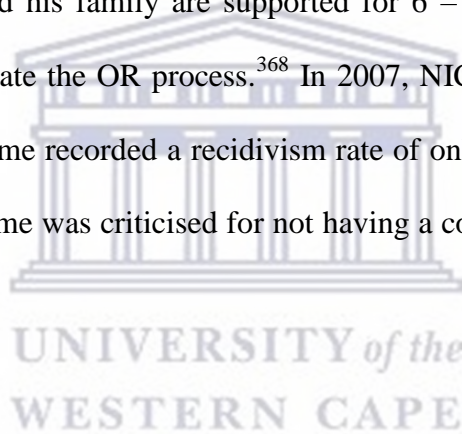 d his family are supported for 6 –
ate the OR process.368 In 2007, NIC
me recorded a recidivism rate of on
me was criticised for not having a co
UNIVERSITY of the
WESTERN CAPE